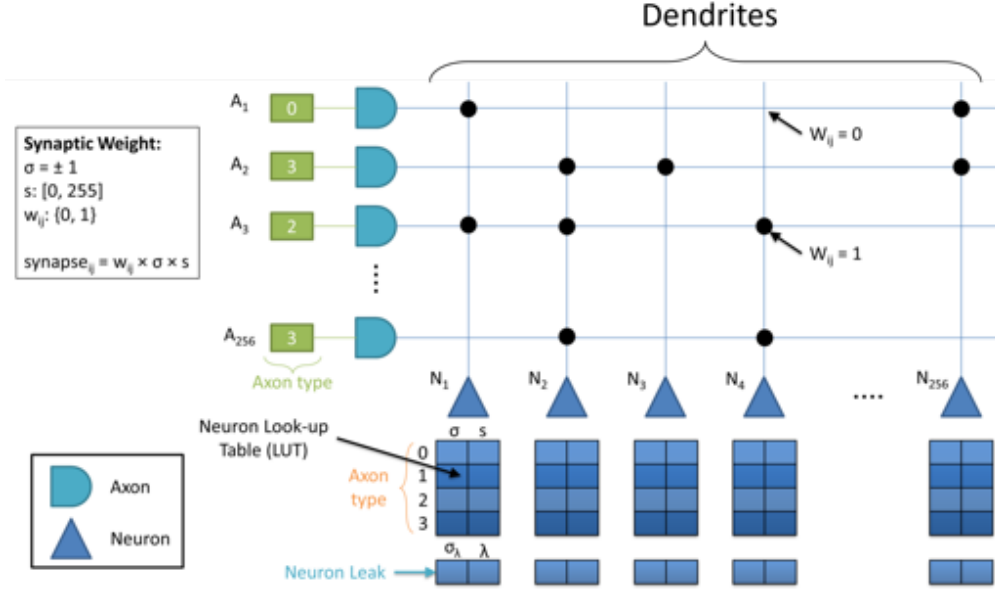 Dendrites
A1 0
Wij = 0
Synaptic Weight:
σ = ± 1
s: [0, 255]
wij: {0, 1}
synapseij = wij × σ × s
A2 3
A3 2
Wij = 1
A256 3
Axon type
N1 N2 N3 N4 N256
Neuron Look-up
Table (LUT)
σ s
Axon
type
0
1
2
3
Axon
Neuron
σλ λ
Neuron Leak